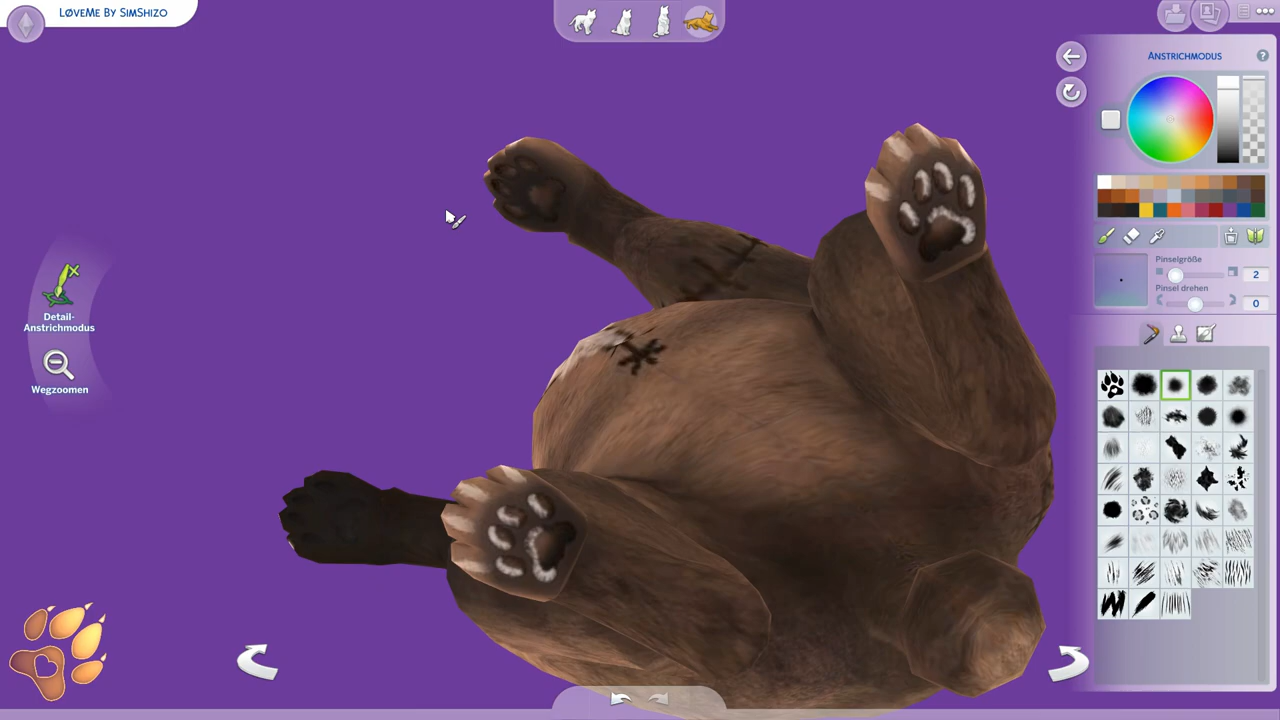 LØVEME BY SIMSHIZO
ANSTRICHMODUS
?
Pinselgröße
2
Pinsel drehen
0
Detail-
Anstrichmodus
Wegzoomen